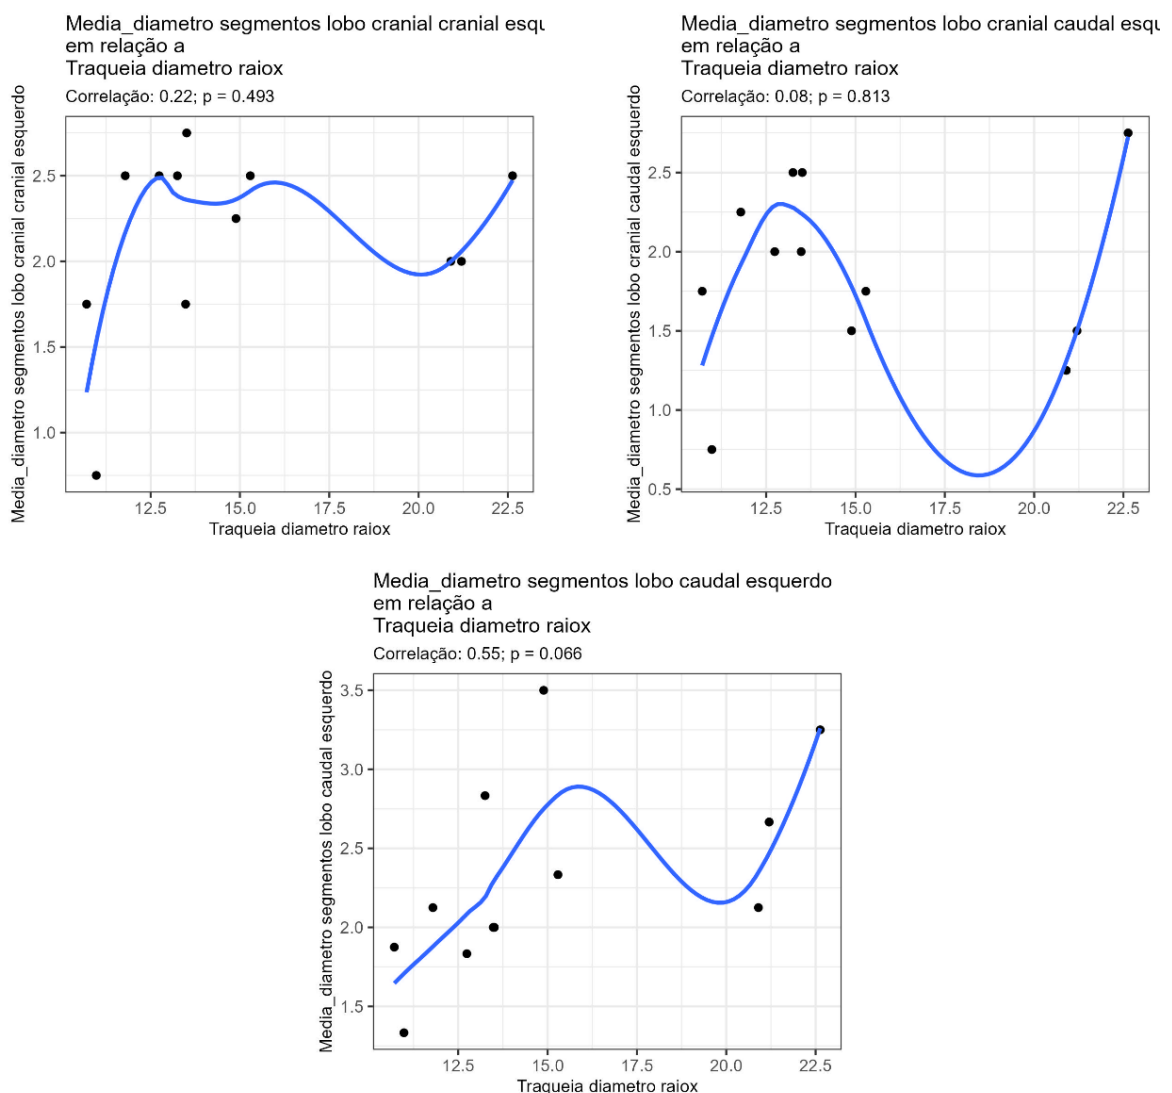 Media_diametro segmentos lobo cranial cranial esqu
em relação a
Traqueia diametro raiox
Correlação: 0.22; p = 0.493
Media_diametro segmentos lobo cranial cranial esquerdo
2.5
2.0
1.5
1.0
12.5 15.0 17.5 20.0 22.5
Traqueia diametro raiox
Media_diametro segmentos lobo cranial caudal esqu
em relação a
Traqueia diametro raiox
Correlação: 0.08; p = 0.813
Media_diametro segmentos lobo cranial caudal esquerdo
2.5
2.0
1.5
1.0
0.5
12.5 15.0 17.5 20.0 22.5
Traqueia diametro raiox
Media_diametro segmentos lobo caudal esquerdo
em relação a
Traqueia diametro raiox
Correlação: 0.55; p = 0.066
Media_diametro segmentos lobo caudal esquerdo
3.5
3.0
2.5
2.0
1.5
12.5 15.0 17.5 20.0 22.5
Traqueia diametro raiox